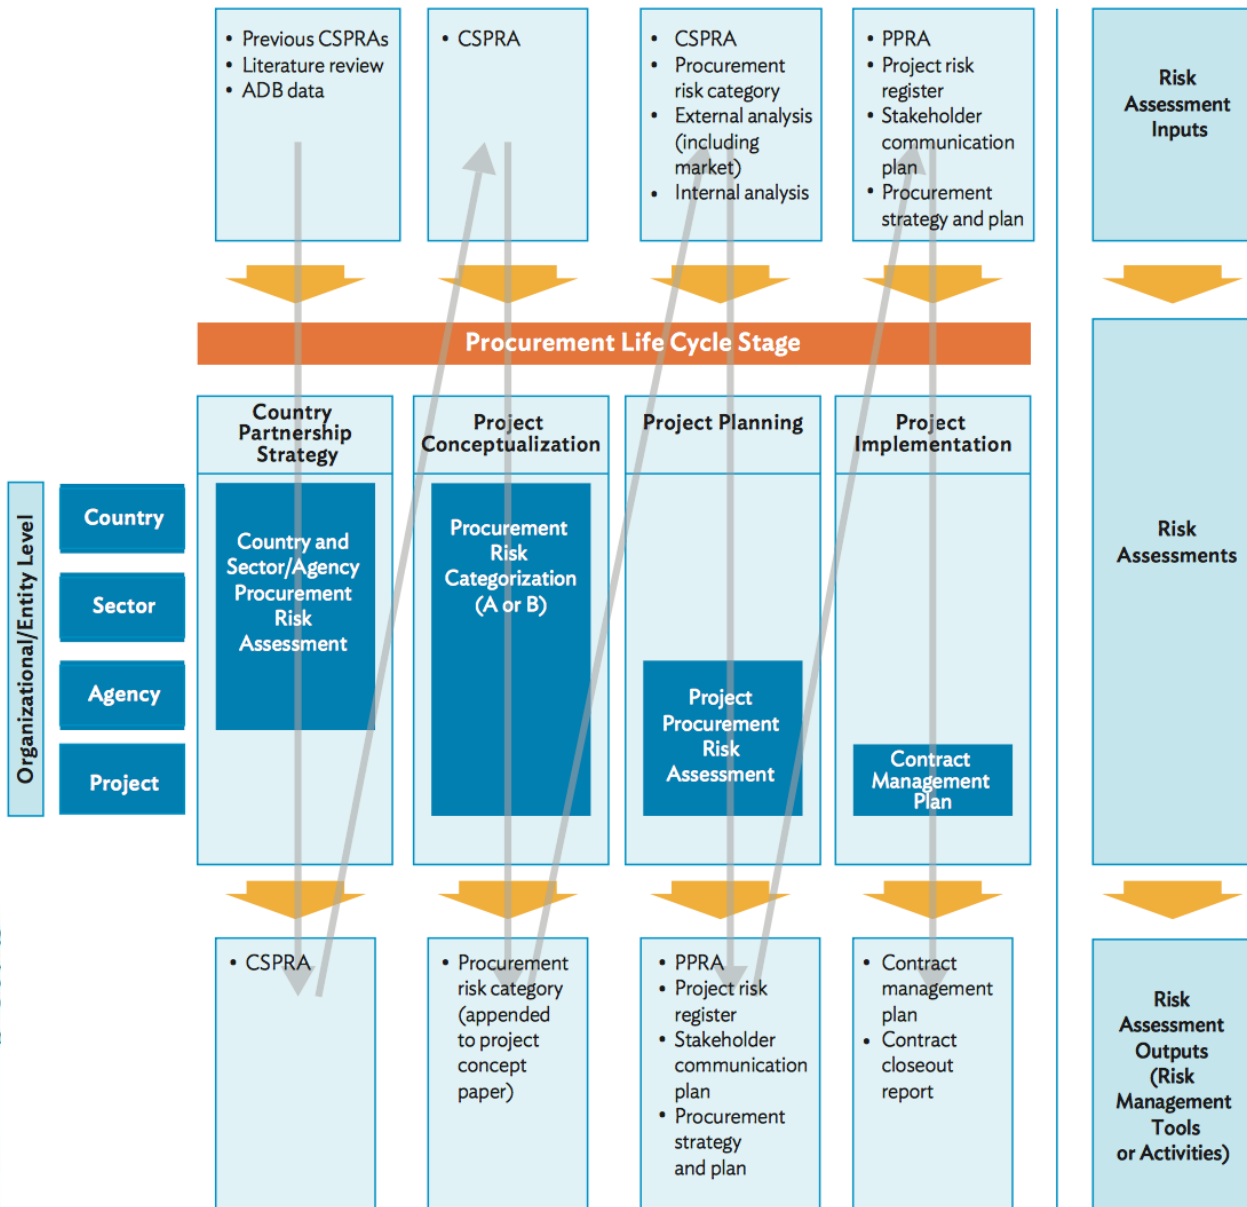 • Previous CSPRAs
• Literature review
• ADB data
• CSPRA
• CSPRA
• Procurement
risk category
• External analysis
(including
market)
• Internal analysis
• PPRA
• Project risk
register
• Stakeholder
communication
plan
• Procurement
strategy and plan
Risk
Assessment
Inputs
Procurement Life Cycle Stage
Country
Partnership
Strategy
Project
Conceptualization
Project Planning
Project
Implementation
Organizational/Entity Level
Country
Sector
Agency
Project
Country and
Sector/Agency
Procurement
Risk
Assessment
Procurement
Risk
Categorization
(A or B)
Project
Procurement
Risk
Assessment
Contract
Management
Plan
Risk
Assessments
• CSPRA
• Procurement
risk category
(appended
to project
concept
paper)
• PPRA
• Project risk
register
• Stakeholder
communication
plan
• Procurement
strategy
and plan
• Contract
management
plan
• Contract
closeout
report
Risk
Assessment
Outputs
(Risk
Management
Tools
or Activities)